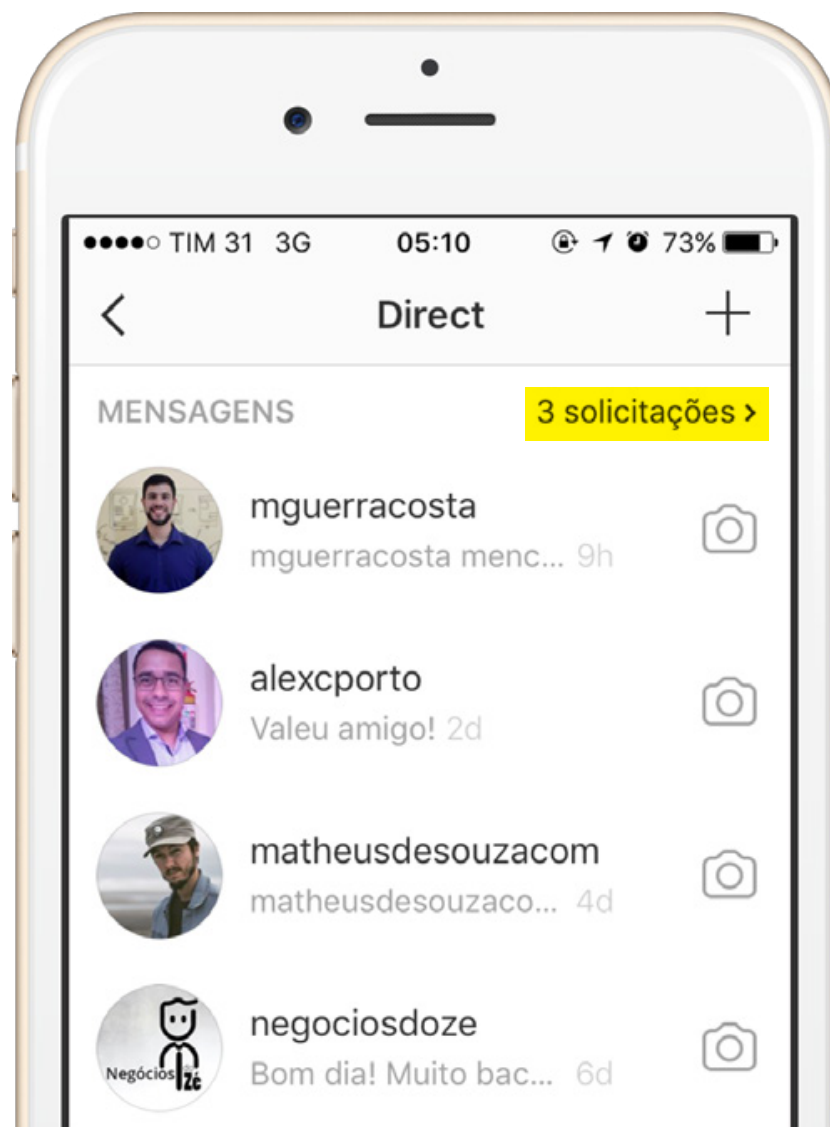 TIM 31 3G 05:10 73%
Direct
MENSAGENS 3 solicitações
mguerracosta
mguerracosta menc... 9h
alexcporto
Valeu amigo! 2d
matheusdesouzacom
matheusdesouzaco... 4d
negociosdoze
Negócios Zé
Bom dia! Muito bac... 6d